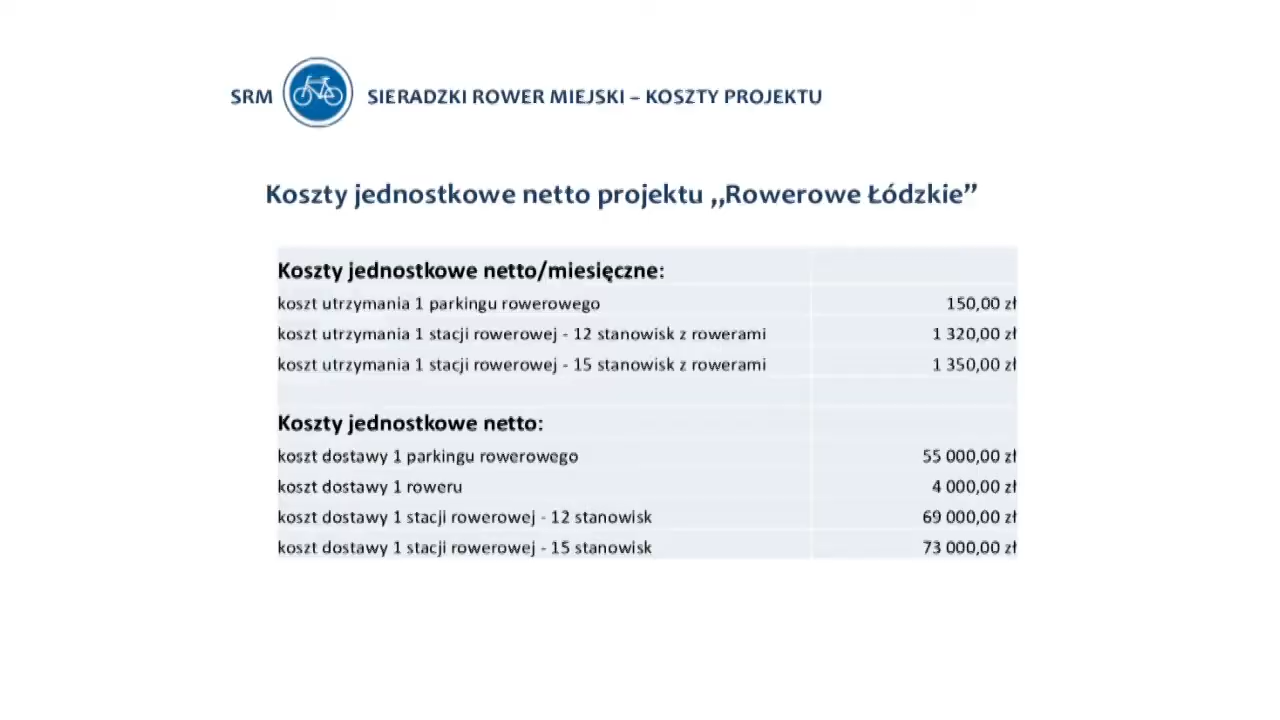 SRM SIERADZKI ROWER MIEJSKI – KOSZTY PROJEKTU
Koszty jednostkowe netto projektu „Rowerowe Łódzkie”
Koszty jednostkowe netto/miesięczne:
koszt utrzymania 1 parkingu rowerowego 150,00 zł
koszt utrzymania 1 stacji rowerowej - 12 stanowisk z rowerami 1 320,00 zł
koszt utrzymania 1 stacji rowerowej - 15 stanowisk z rowerami 1 350,00 zł
Koszty jednostkowe netto:
koszt dostawy 1 parkingu rowerowego 55 000,00 zł
koszt dostawy 1 roweru 4 000,00 zł
koszt dostawy 1 stacji rowerowej - 12 stanowisk 69 000,00 zł
koszt dostawy 1 stacji rowerowej - 15 stanowisk 73 000,00 zł